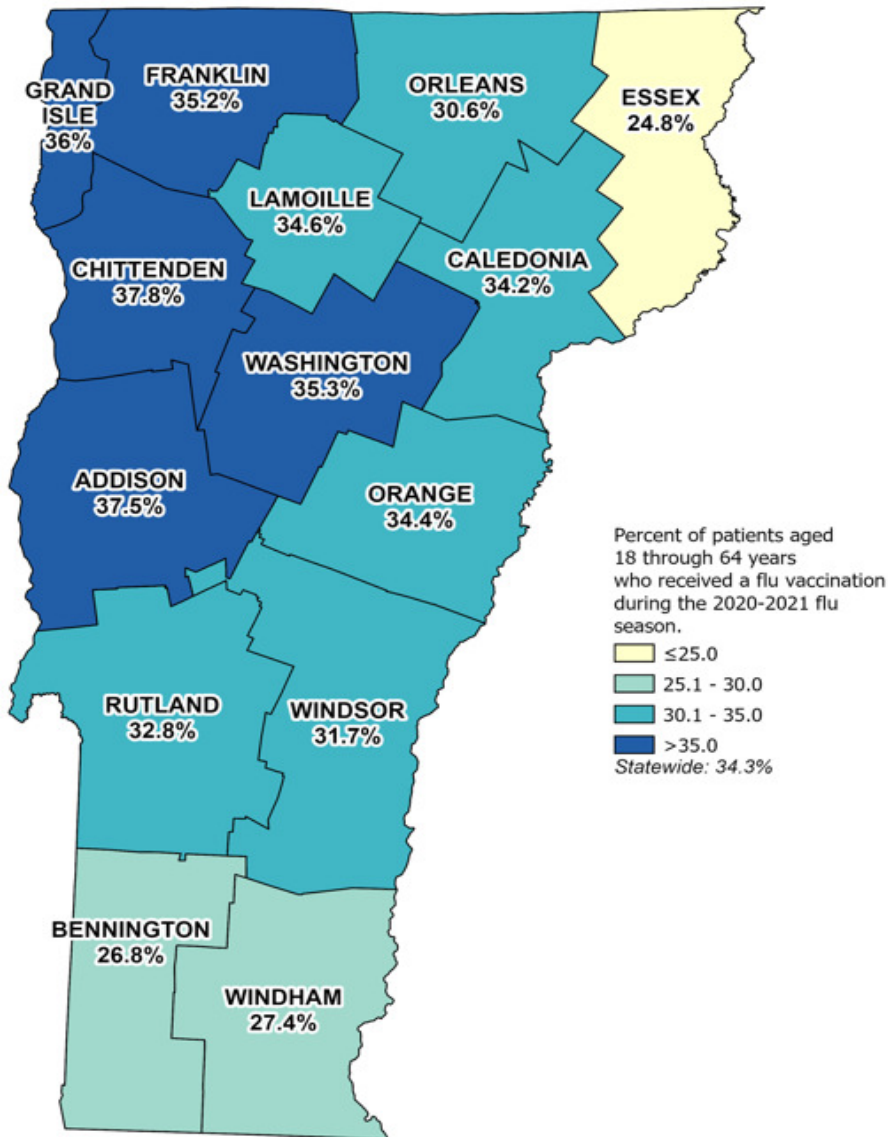 FRANKLIN
35.2%
GRAND
ISLE
36%
ORLEANS
30.6%
ESSEX
24.8%
LAMOILLE
34.6%
CHITTENDEN
37.8%
CALEDONIA
34.2%
WASHINGTON
35.3%
ADDISON
37.5%
ORANGE
34.4%
RUTLAND
32.8%
WINDSOR
31.7%
BENNINGTON
26.8%
WINDHAM
27.4%
Percent of patients aged
18 through 64 years
who received a flu vaccination
during the 2020-2021 flu
season.
≤25.0
25.1 - 30.0
30.1 - 35.0
>35.0
Statewide: 34.3%